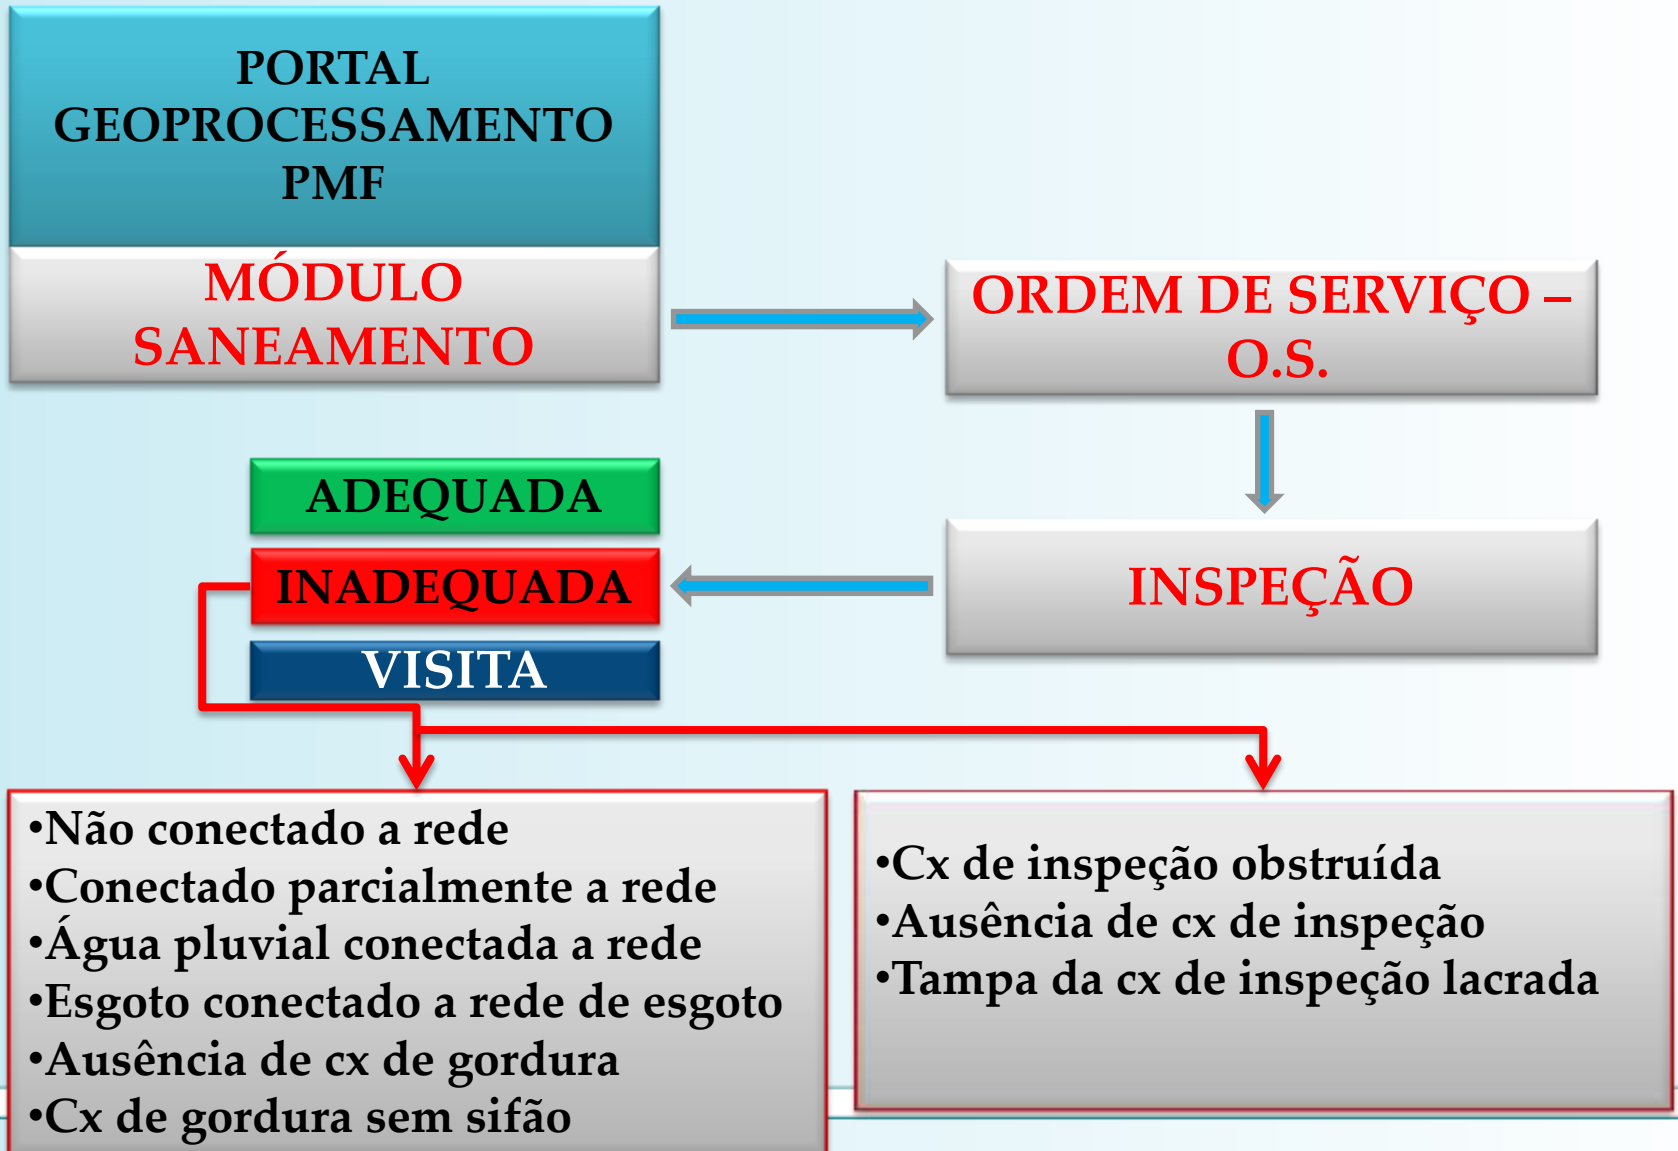 PORTAL
GEOPROCESSAMENTO
PMF
MÓDULO
SANEAMENTO
ORDEM DE SERVIÇO –
O.S.
ADEQUADA
INADEQUADA
VISITA
INSPEÇÃO
•Não conectado a rede
•Conectado parcialmente a rede
•Água pluvial conectada a rede
•Esgoto conectado a rede de esgoto
•Ausência de cx de gordura
•Cx de gordura sem sifão
•Cx de inspeção obstruída
•Ausência de cx de inspeção
•Tampa da cx de inspeção lacrada